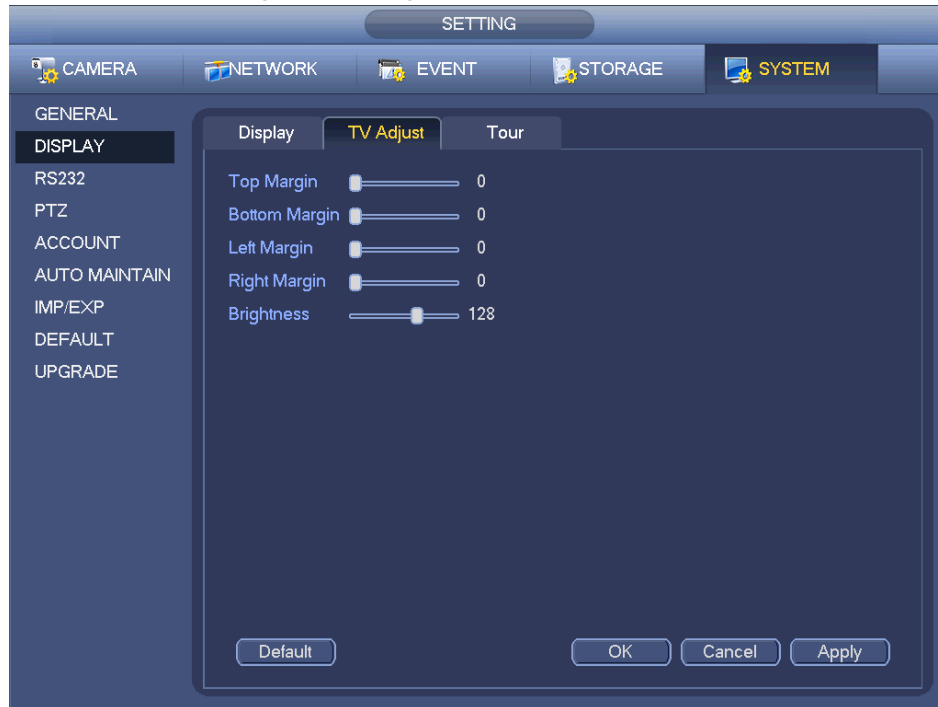 SETTING
CAMERA NETWORK EVENT STORAGE SYSTEM
GENERAL
DISPLAY
RS232
PTZ
ACCOUNT
AUTO MAINTAIN
IMP/EXP
DEFAULT
UPGRADE
Display TV Adjust Tour
Top Margin 0
Bottom Margin 0
Left Margin 0
Right Margin 0
Brightness 128
Default OK Cancel Apply